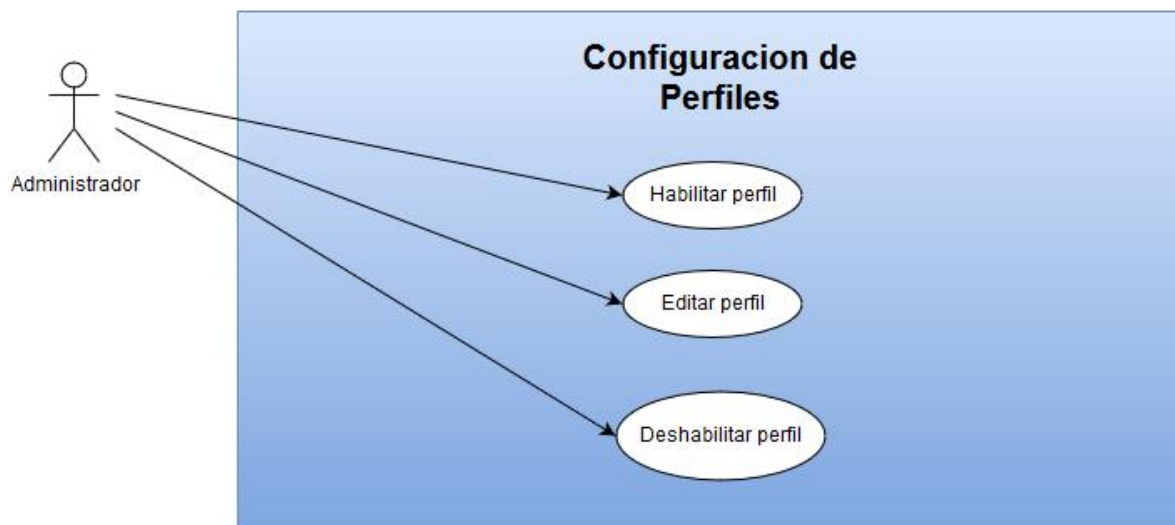 Configuracion de
Perfiles
Administrador
Habilitar perfil
Editar perfil
Deshabilitar perfil